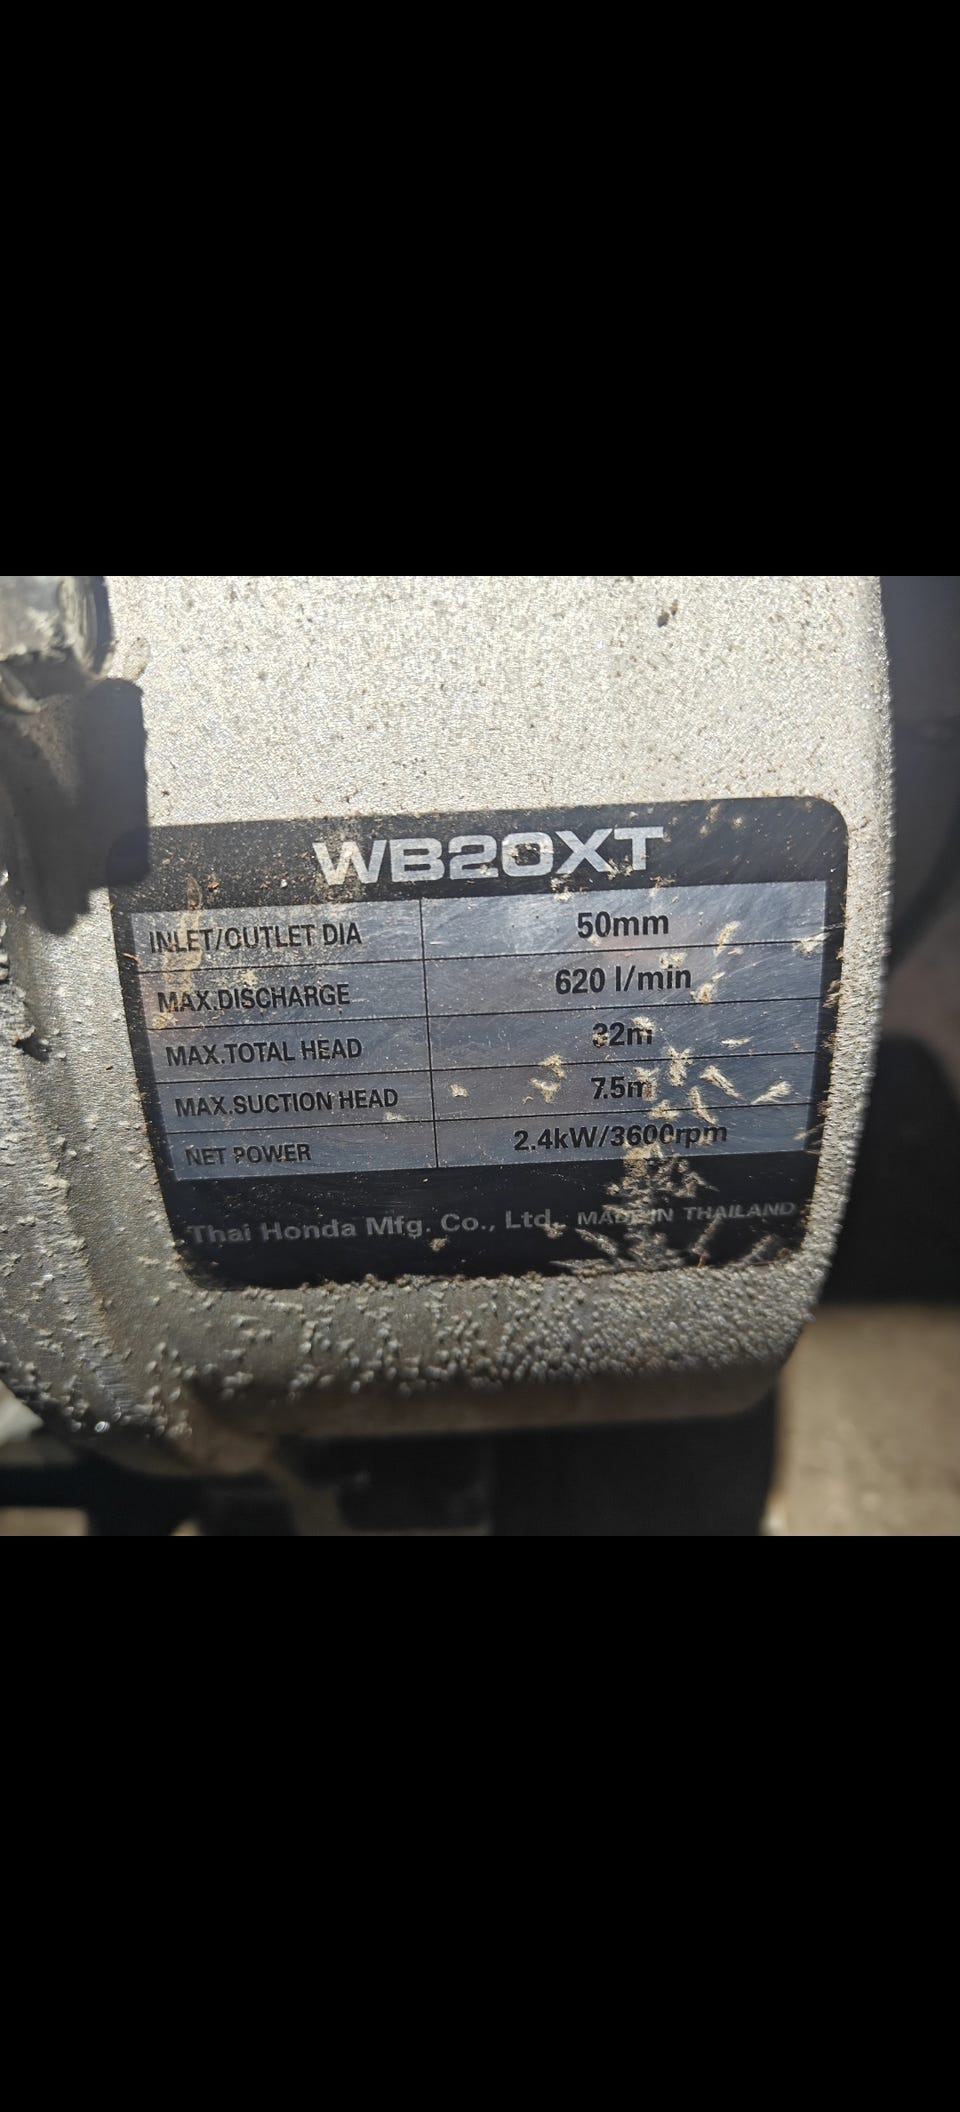 WB20XT
INLET/OUTLET DIA 50mm
MAX.DISCHARGE 620 l/min
MAX.TOTAL HEAD 32m
MAX.SUCTION HEAD 7.5m
NET POWER 2.4kW/3600rpm
Thai Honda Mfg. Co., Ltd. MADE IN THAILAND